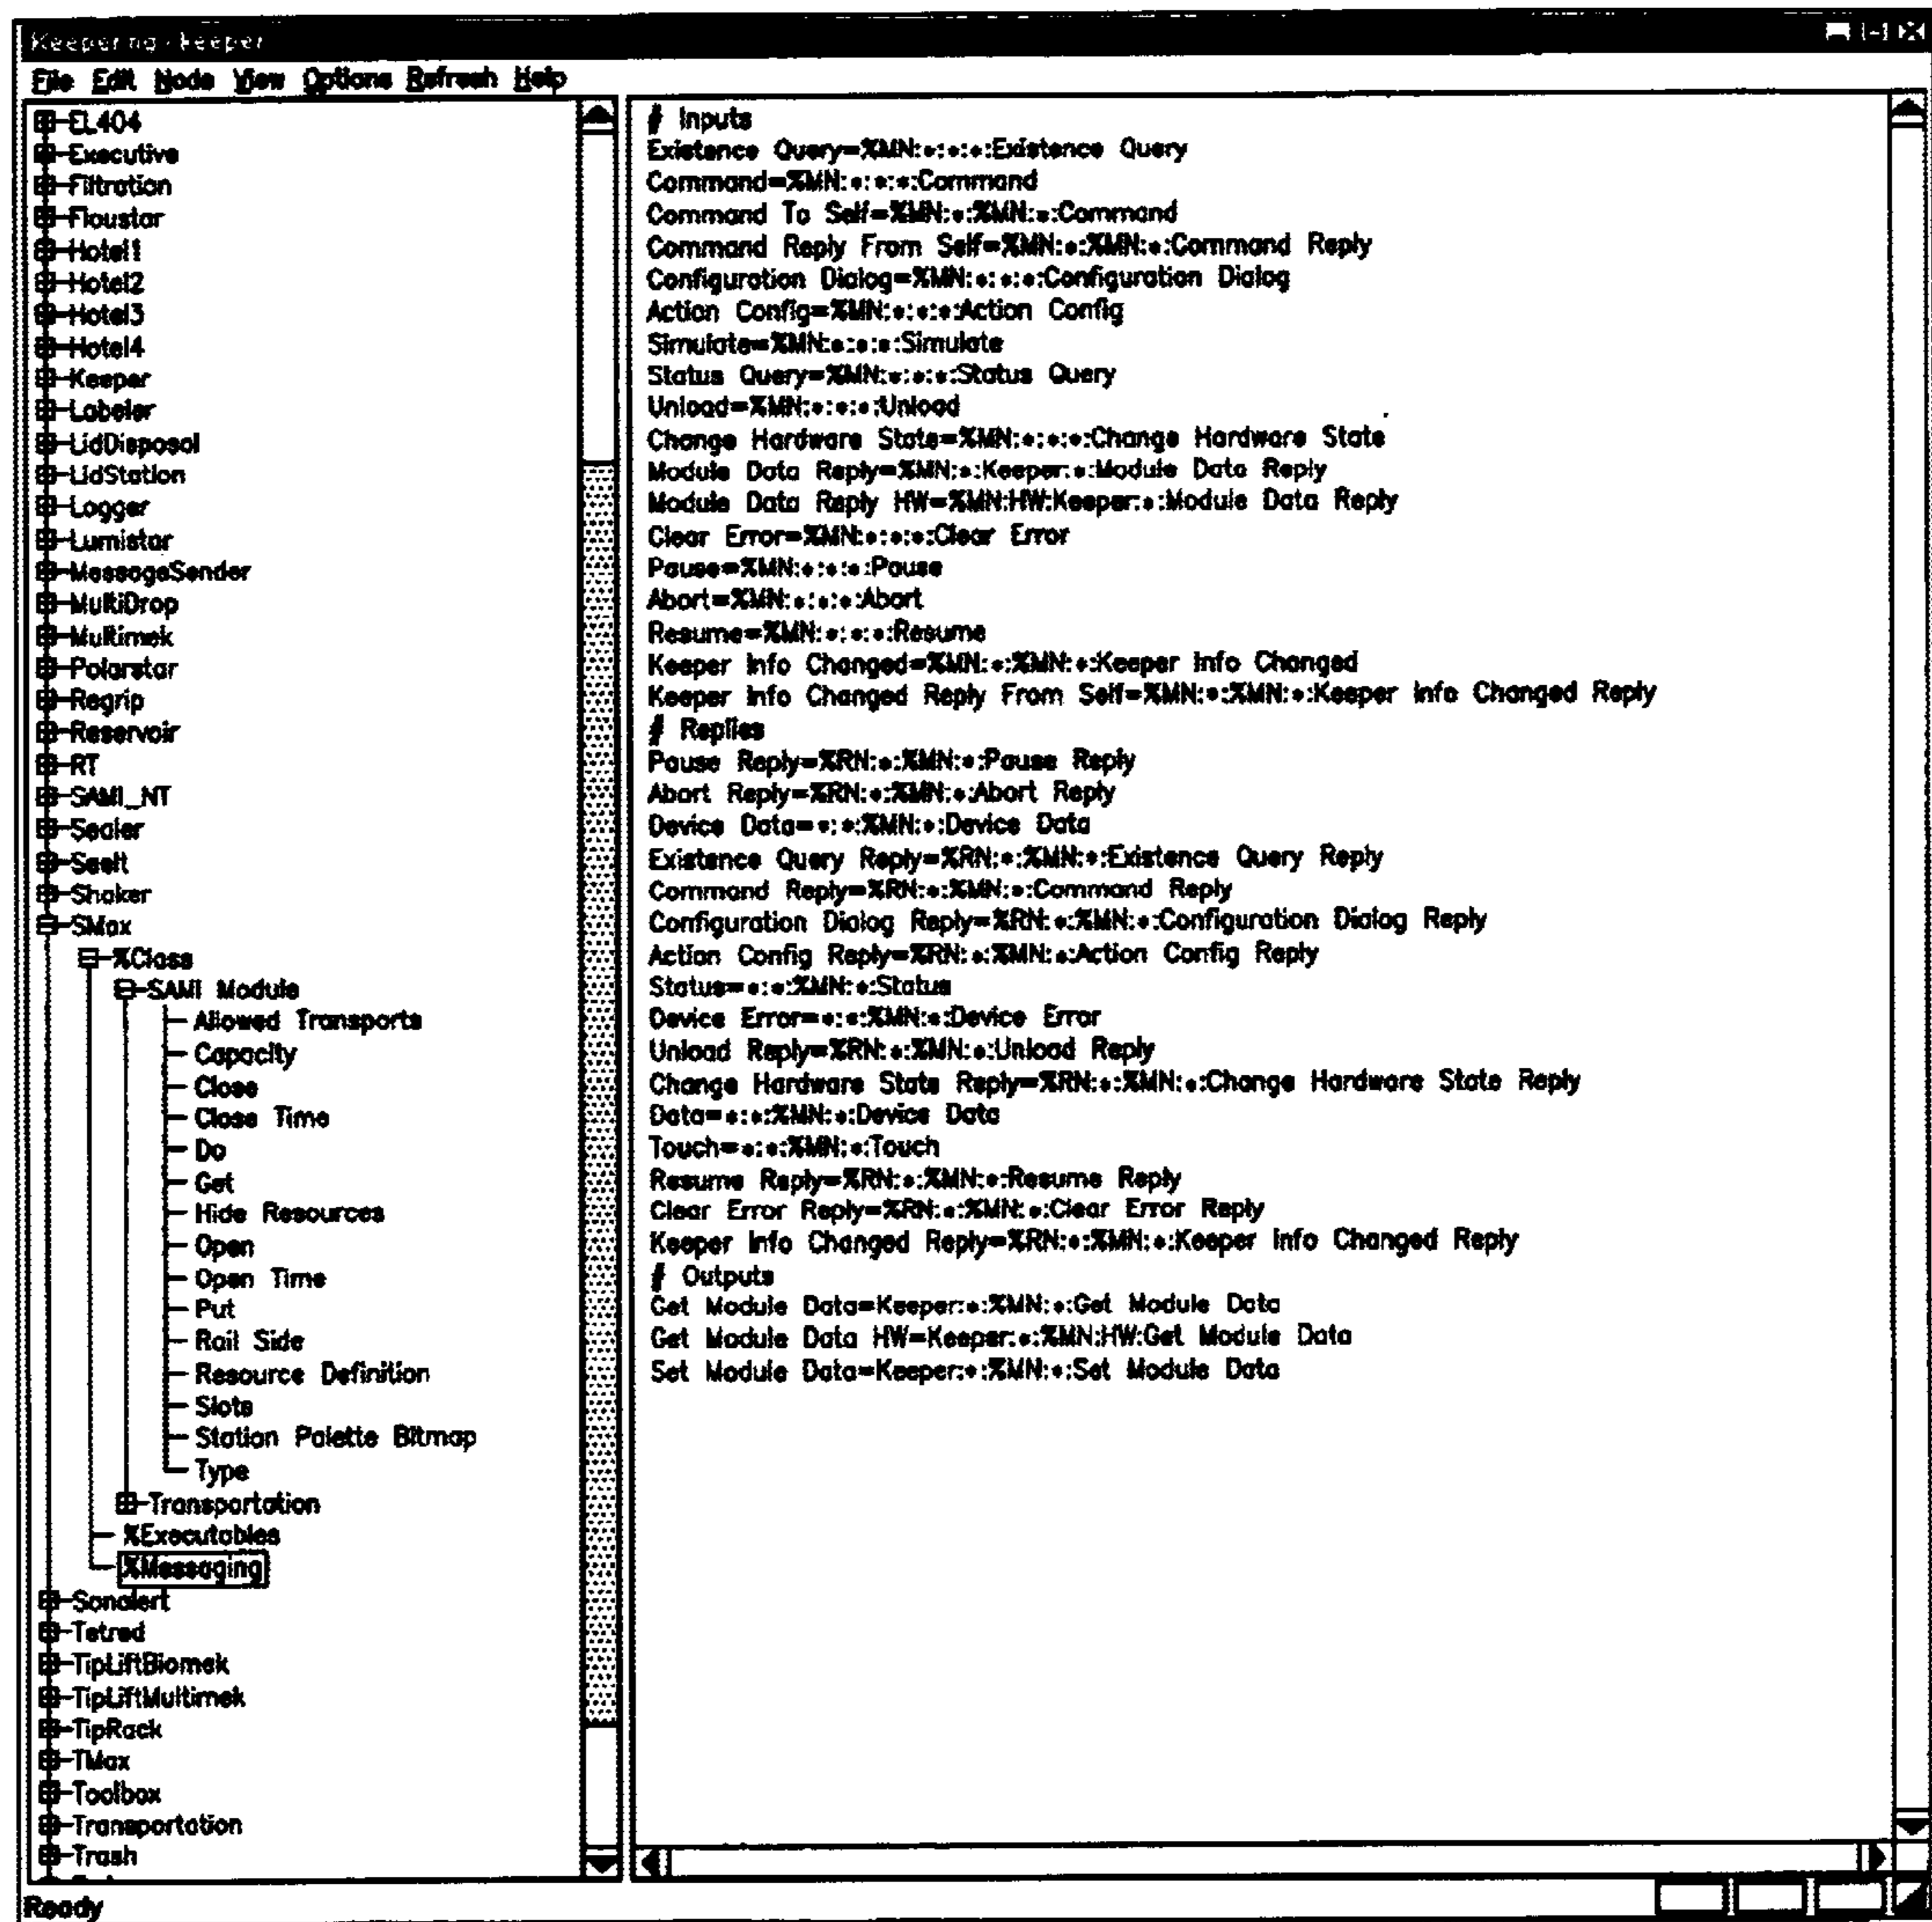 Keeper.ng - keeper
File Edit Node View Options Refresh Help
EL404
Executive
Filtration
Floustar
Hotel1
Hotel2
Hotel3
Hotel4
Keeper
Labeler
LidDisposal
LidStation
Logger
Lumistar
MessageSender
MultiDrop
Multimek
Polarstar
Regrip
Reservoir
RT
SAMI_NT
Sealer
Saelt
Shaker
SMax
%Class
SAMI Module
Allowed Transports
Capacity
Close
Close Time
Do
Get
Hide Resources
Open
Open Time
Put
Rail Side
Resource Definition
Slots
Station Palette Bitmap
Type
Transportation
%Executables
%Messaging
Sonalert
Tetrad
TipLiftBiomek
TipLiftMultimek
TipRack
TMax
Toolbox
Transportation
Trash
# Inputs
Existence Query=%MN:*:*:*:Existence Query
Command=%MN:*:*:*:Command
Command To Self=%MN:*:%MN:*:Command
Command Reply From Self=%MN:*:%MN:*:Command Reply
Configuration Dialog=%MN:*:*:*:Configuration Dialog
Action Config=%MN:*:*:*:Action Config
Simulate=%MN:*:*:*:Simulate
Status Query=%MN:*:*:*:Status Query
Unload=%MN:*:*:*:Unload
Change Hardware State=%MN:*:*:*:Change Hardware State
Module Data Reply=%MN:*:Keeper:*:Module Data Reply
Module Data Reply HW=%MN:HW:Keeper:*:Module Data Reply
Clear Error=%MN:*:*:*:Clear Error
Pause=%MN:*:*:*:Pause
Abort=%MN:*:*:*:Abort
Resume=%MN:*:*:*:Resume
Keeper Info Changed=%MN:*:%MN:*:Keeper Info Changed
Keeper Info Changed Reply From Self=%MN:*:%MN:*:Keeper Info Changed Reply
# Replies
Pause Reply=%RN:*:%MN:*:Pause Reply
Abort Reply=%RN:*:%MN:*:Abort Reply
Device Data=*:*:%MN:*:Device Data
Existence Query Reply=%RN:*:%MN:*:Existence Query Reply
Command Reply=%RN:*:%MN:*:Command Reply
Configuration Dialog Reply=%RN:*:%MN:*:Configuration Dialog Reply
Action Config Reply=%RN:*:%MN:*:Action Config Reply
Status=*:*:%MN:*:Status
Device Error=*:*:%MN:*:Device Error
Unload Reply=%RN:*:%MN:*:Unload Reply
Change Hardware State Reply=%RN:*:%MN:*:Change Hardware State Reply
Data=*:*:%MN:*:Device Data
Touch=*:*:%MN:*:Touch
Resume Reply=%RN:*:%MN:*:Resume Reply
Clear Error Reply=%RN:*:%MN:*:Clear Error Reply
Keeper Info Changed Reply=%RN:*:%MN:*:Keeper Info Changed Reply
# Outputs
Get Module Data=Keeper:*:%MN:*:Get Module Data
Get Module Data HW=Keeper:*:%MN:HW:Get Module Data
Set Module Data=Keeper:*:%MN:*:Set Module Data
Ready